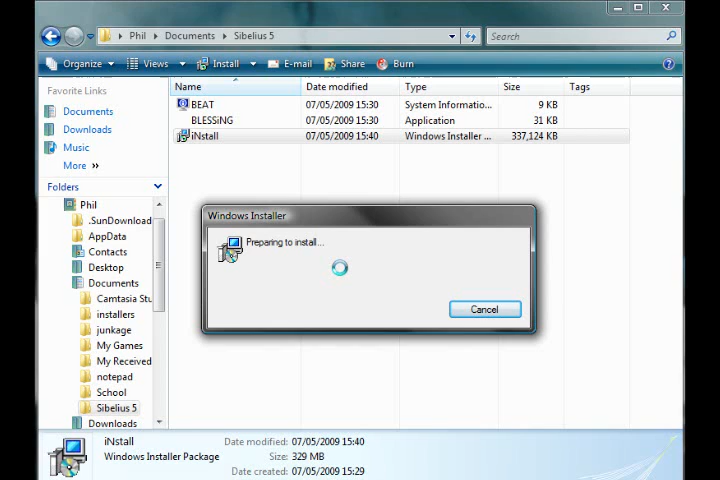 Phil Documents Sibelius 5 Search
Organize Views Install E-mail Share Burn
Favorite Links
Documents
Downloads
Music
More »
Folders
Phil
.SunDownload
AppData
Contacts
Desktop
Documents
Camtasia Stu
installers
junkage
My Games
My Received
notepad
School
Sibelius 5
Downloads
Name Date modified Type Size Tags
BEAT 07/05/2009 15:30 System Informatio... 9 KB
BLESSiNG 07/05/2009 15:30 Application 31 KB
iNstall 07/05/2009 15:40 Windows Installer ... 337,124 KB
Windows Installer
Preparing to install...
Cancel
iNstall Date modified: 07/05/2009 15:40
Windows Installer Package Size: 329 MB
Date created: 07/05/2009 15:29